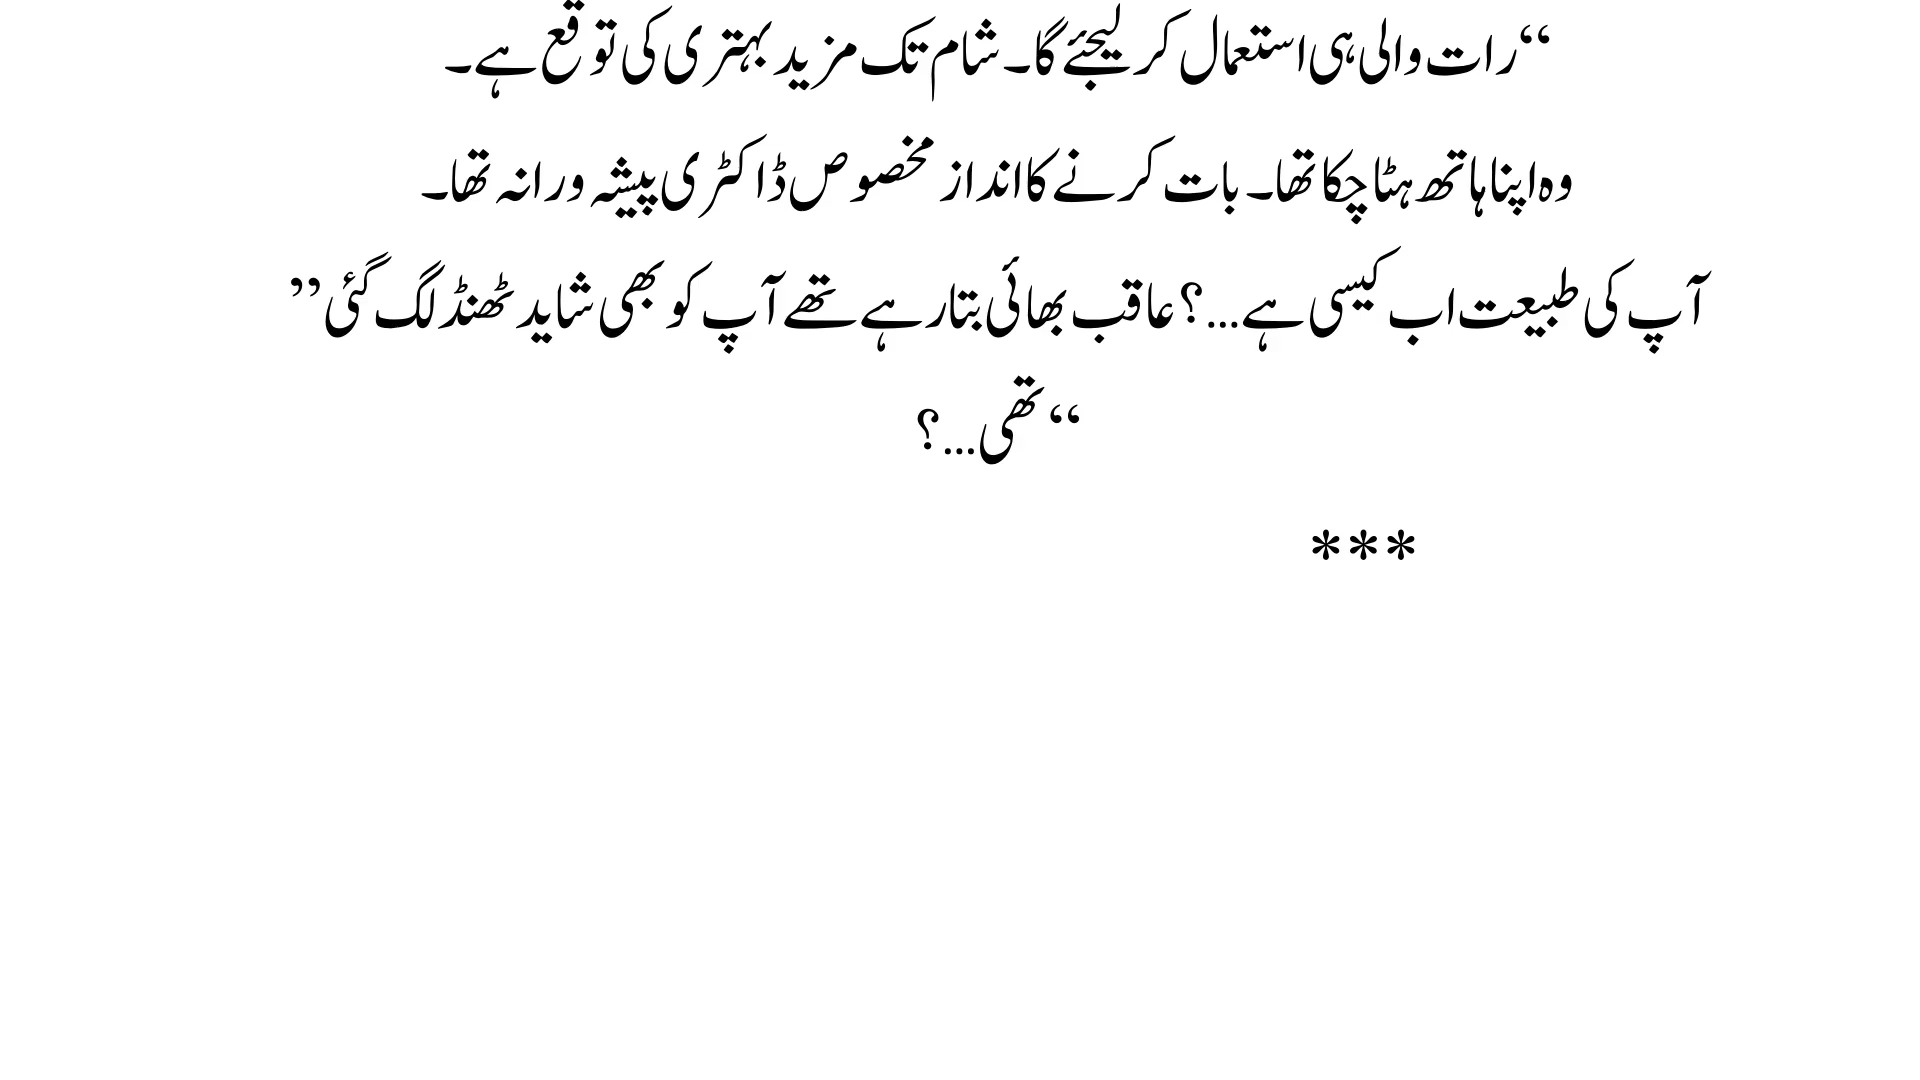 “رات والی ہی استعمال کر لیجئے گا۔ شام تک مزید بہتری کی توقع ہے۔
وہ اپنا ہاتھ ہٹا چکا تھا۔ بات کرنے کا انداز مخصوص ڈاکٹری پیشہ ورانہ تھا۔
آپ کی طبیعت اب کیسی ہے...؟ عاقب بھائی بتا رہے تھے آپ کو بھی شاید ٹھنڈ لگ گئی”
“تھی...؟
***